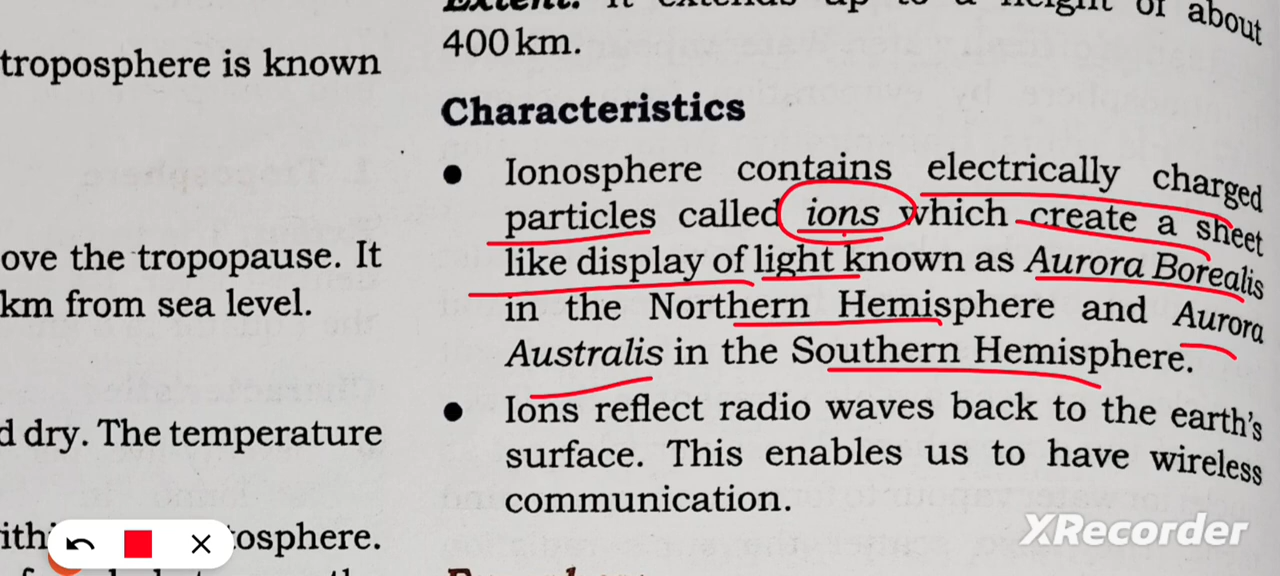 troposphere is known
ove the tropopause. It
km from sea level.
d dry. The temperature
tosphere.
Extent: It extends up to a height of about
400 km.
Characteristics
• Ionosphere contains electrically charged
particles called ions which create a sheet
like display of light known as Aurora Borealis
in the Northern Hemisphere and Aurora
Australis in the Southern Hemisphere.
• Ions reflect radio waves back to the earth's
surface. This enables us to have wireless
communication.
XRecorder